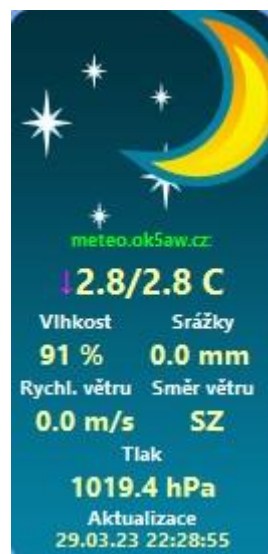 meteo.ok5aw.cz:
↓2.8/2.8 C
Vlhkost Srážky
91 % 0.0 mm
Rychl. větru Směr větru
0.0 m/s SZ
Tlak
1019.4 hPa
Aktualizace
29.03.23 22:28:55